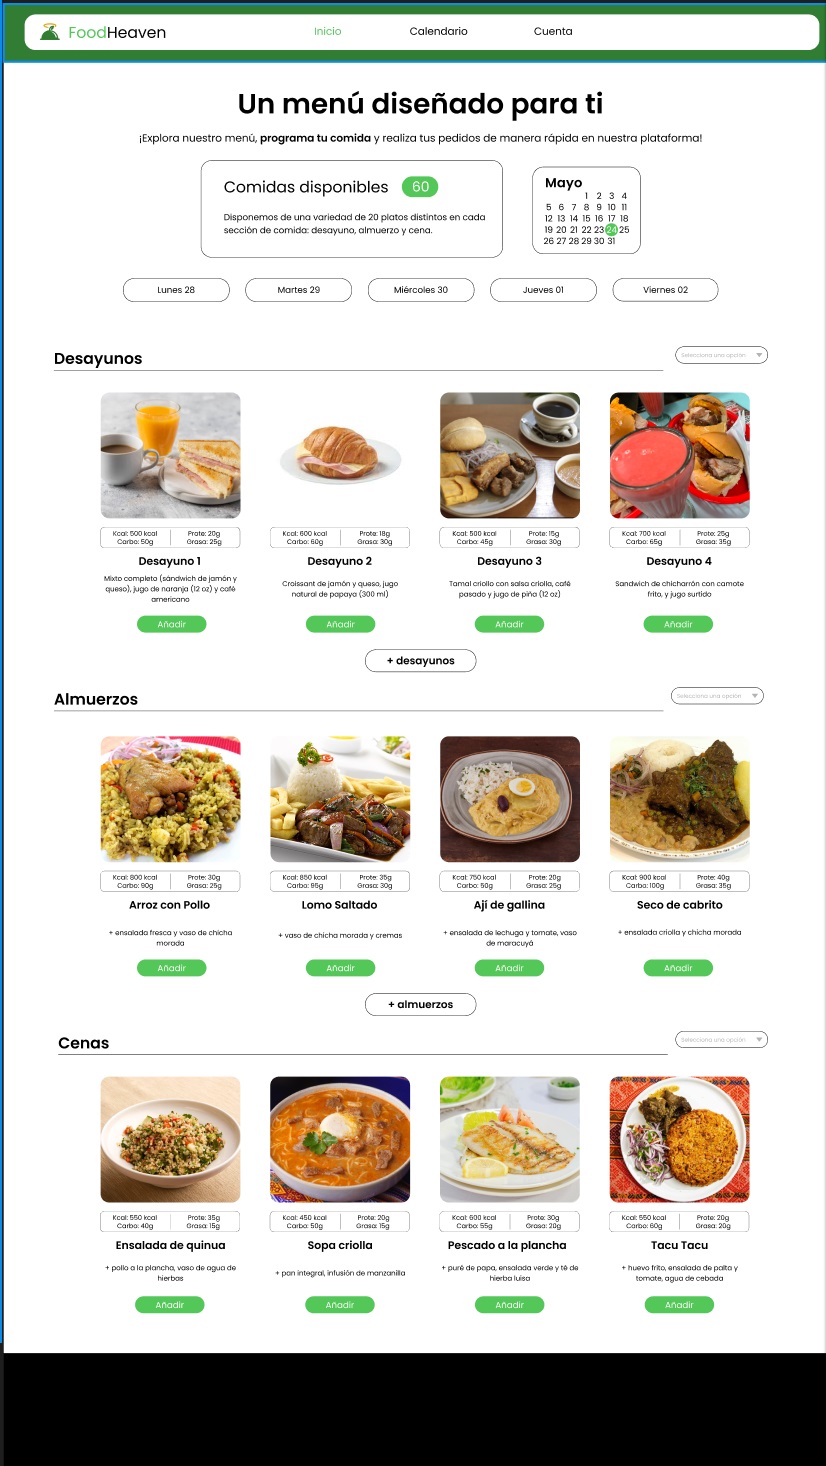 FoodHeaven
Inicio
Calendario
Cuenta
Un menú diseñado para ti
¡Explora nuestro menú, programa tu comida y realiza tus pedidos de manera rápida en nuestra plataforma!
Comidas disponibles 60
Disponemos de una variedad de 20 platos distintos en cada
sección de comida: desayuno, almuerzo y cena.
Mayo
1 2 3 4
5 6 7 8 9 10 11
12 13 14 15 16 17 18
19 20 21 22 23 24 25
26 27 28 29 30 31
Lunes 28
Martes 29
Miércoles 30
Jueves 01
Viernes 02
Desayunos
Selecciona una opción
Kcal: 500 kcal
Carbo: 50g
Prote: 20g
Grasa: 25g
Desayuno 1
Mixto completo (sándwich de jamón y
queso), jugo de naranja (12 oz) y café
americano
Añadir
Kcal: 600 kcal
Carbo: 60g
Prote: 18g
Grasa: 30g
Desayuno 2
Croissant de jamón y queso, jugo
natural de papaya (300 ml)
Añadir
Kcal: 500 kcal
Carbo: 45g
Prote: 15g
Grasa: 30g
Desayuno 3
Tamal criollo con salsa criolla, café
pasado y jugo de piña (12 oz)
Añadir
Kcal: 700 kcal
Carbo: 65g
Prote: 25g
Grasa: 35g
Desayuno 4
Sandwich de chicharrón con camote
frito, y jugo surtido
Añadir
+ desayunos
Almuerzos
Selecciona una opción
Kcal: 800 kcal
Carbo: 90g
Prote: 30g
Grasa: 25g
Arroz con Pollo
+ ensalada fresca y vaso de chicha
morada
Añadir
Kcal: 850 kcal
Carbo: 95g
Prote: 35g
Grasa: 30g
Lomo Saltado
+ vaso de chicha morada y cremas
Añadir
Kcal: 750 kcal
Carbo: 50g
Prote: 20g
Grasa: 25g
Ají de gallina
+ ensalada de lechuga y tomate, vaso
de maracuyá
Añadir
Kcal: 900 kcal
Carbo: 100g
Prote: 40g
Grasa: 35g
Seco de cabrito
+ ensalada criolla y chicha morada
Añadir
+ almuerzos
Cenas
Selecciona una opción
Kcal: 550 kcal
Carbo: 40g
Prote: 35g
Grasa: 15g
Ensalada de quinua
+ pollo a la plancha, vaso de agua de
hierbas
Añadir
Kcal: 450 kcal
Carbo: 50g
Prote: 20g
Grasa: 15g
Sopa criolla
+ pan integral, infusión de manzanilla
Añadir
Kcal: 600 kcal
Carbo: 55g
Prote: 30g
Grasa: 20g
Pescado a la plancha
+ puré de papa, ensalada verde y té de
hierba luisa
Añadir
Kcal: 550 kcal
Carbo: 60g
Prote: 20g
Grasa: 20g
Tacu Tacu
+ huevo frito, ensalada de palta y
tomate, agua de cebada
Añadir